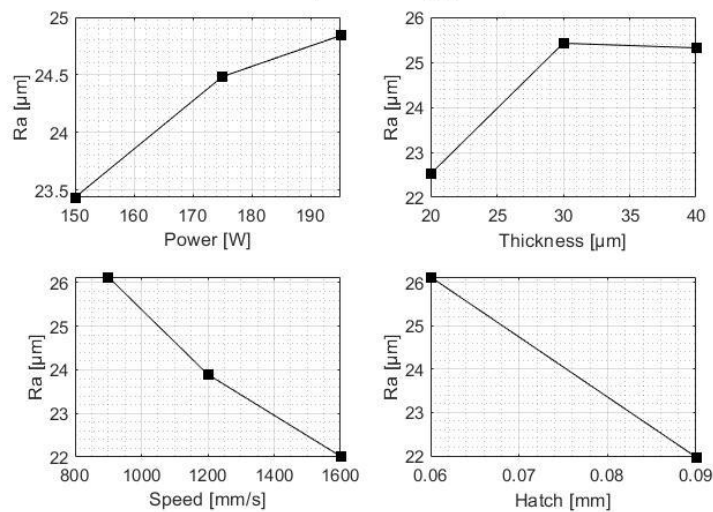 25
24.5
24
23.5
Ra [µm]
150 160 170 180 190
Power [W]
26
25
24
23
22
Ra [µm]
20 25 30 35 40
Thickness [µm]
26
25
24
23
22
Ra [µm]
800 1000 1200 1400 1600
Speed [mm/s]
26
25
24
23
22
Ra [µm]
0.06 0.07 0.08 0.09
Hatch [mm]